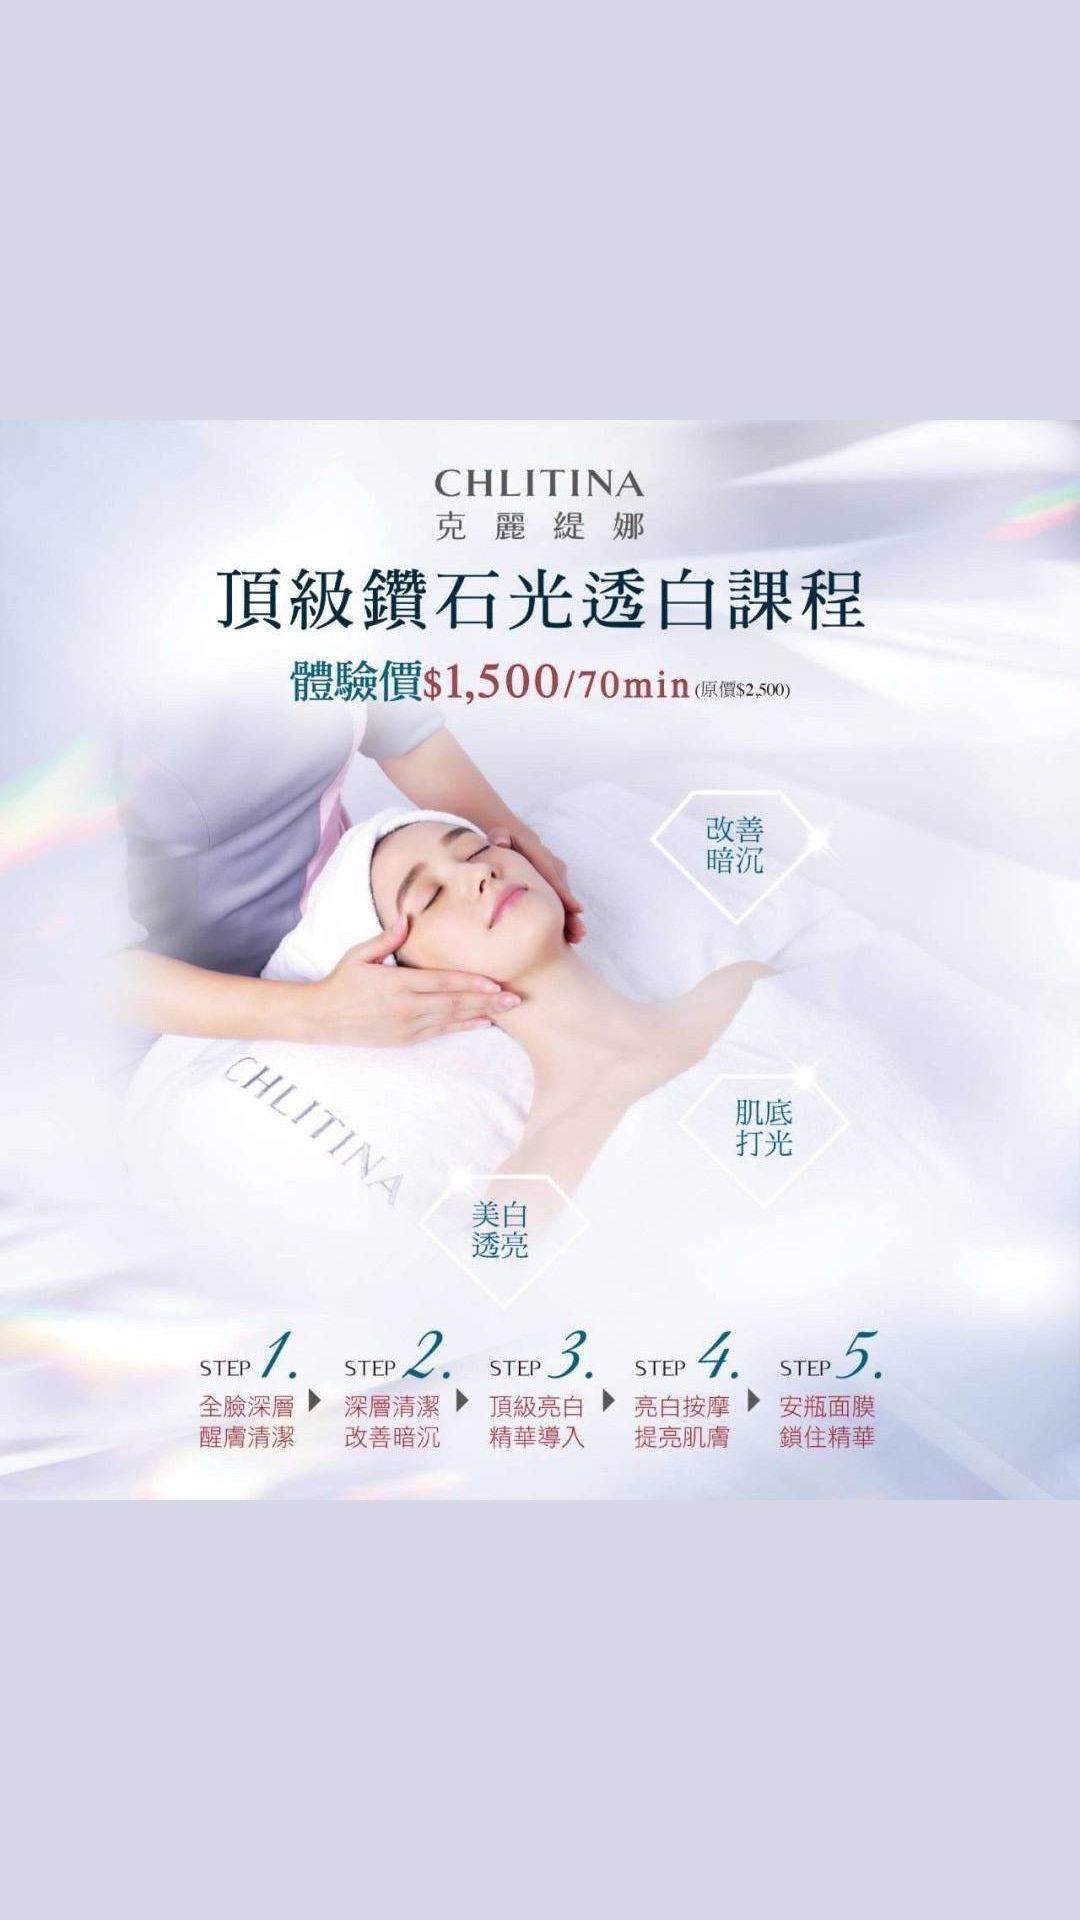 CHLITINA
克麗緹娜
頂級鑽石光透白課程
體驗價$1,500/70min(原價$2,500)
改善
暗沉
CHLITINA
肌底
打光
美白
透亮
STEP 1.
全臉深層
醒膚清潔
STEP 2.
深層清潔
改善暗沉
STEP 3.
頂級亮白
精華導入
STEP 4.
亮白按摩
提亮肌膚
STEP 5.
安瓶面膜
鎖住精華